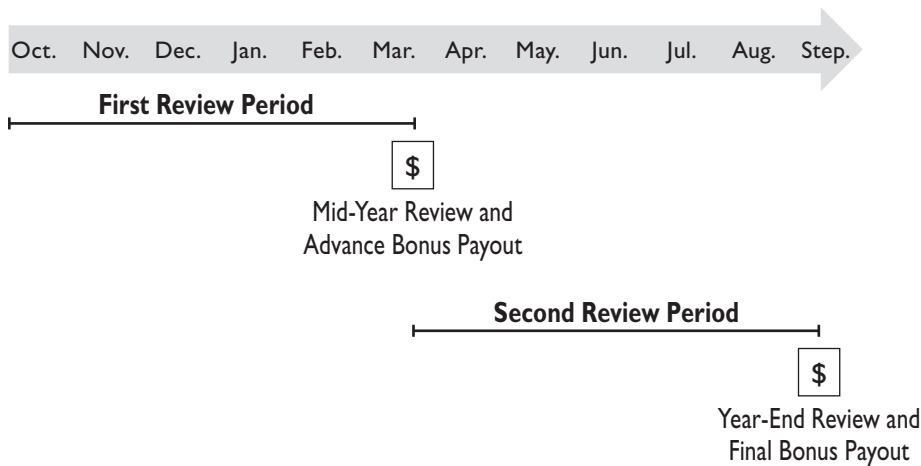 Oct. Nov. Dec. Jan. Feb. Mar. Apr. May. Jun. Jul. Aug. Step.
First Review Period
$
Mid-Year Review and
Advance Bonus Payout
Second Review Period
$
Year-End Review and
Final Bonus Payout